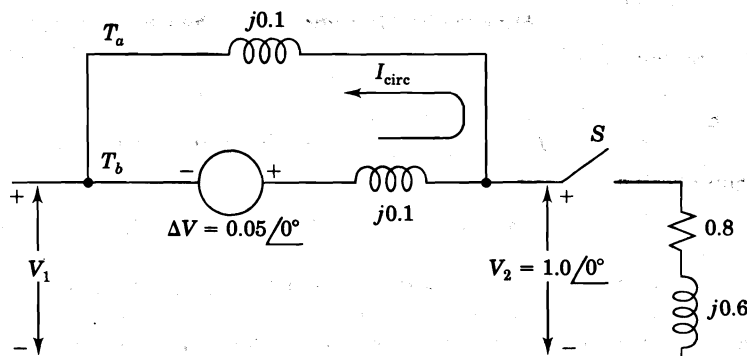 j0.1
T_a
I_circ
S
T_b
- +
+
j0.1
+
ΔV = 0.05/0°
0.8
V_1
V_2 = 1.0/0°
j0.6
-
-